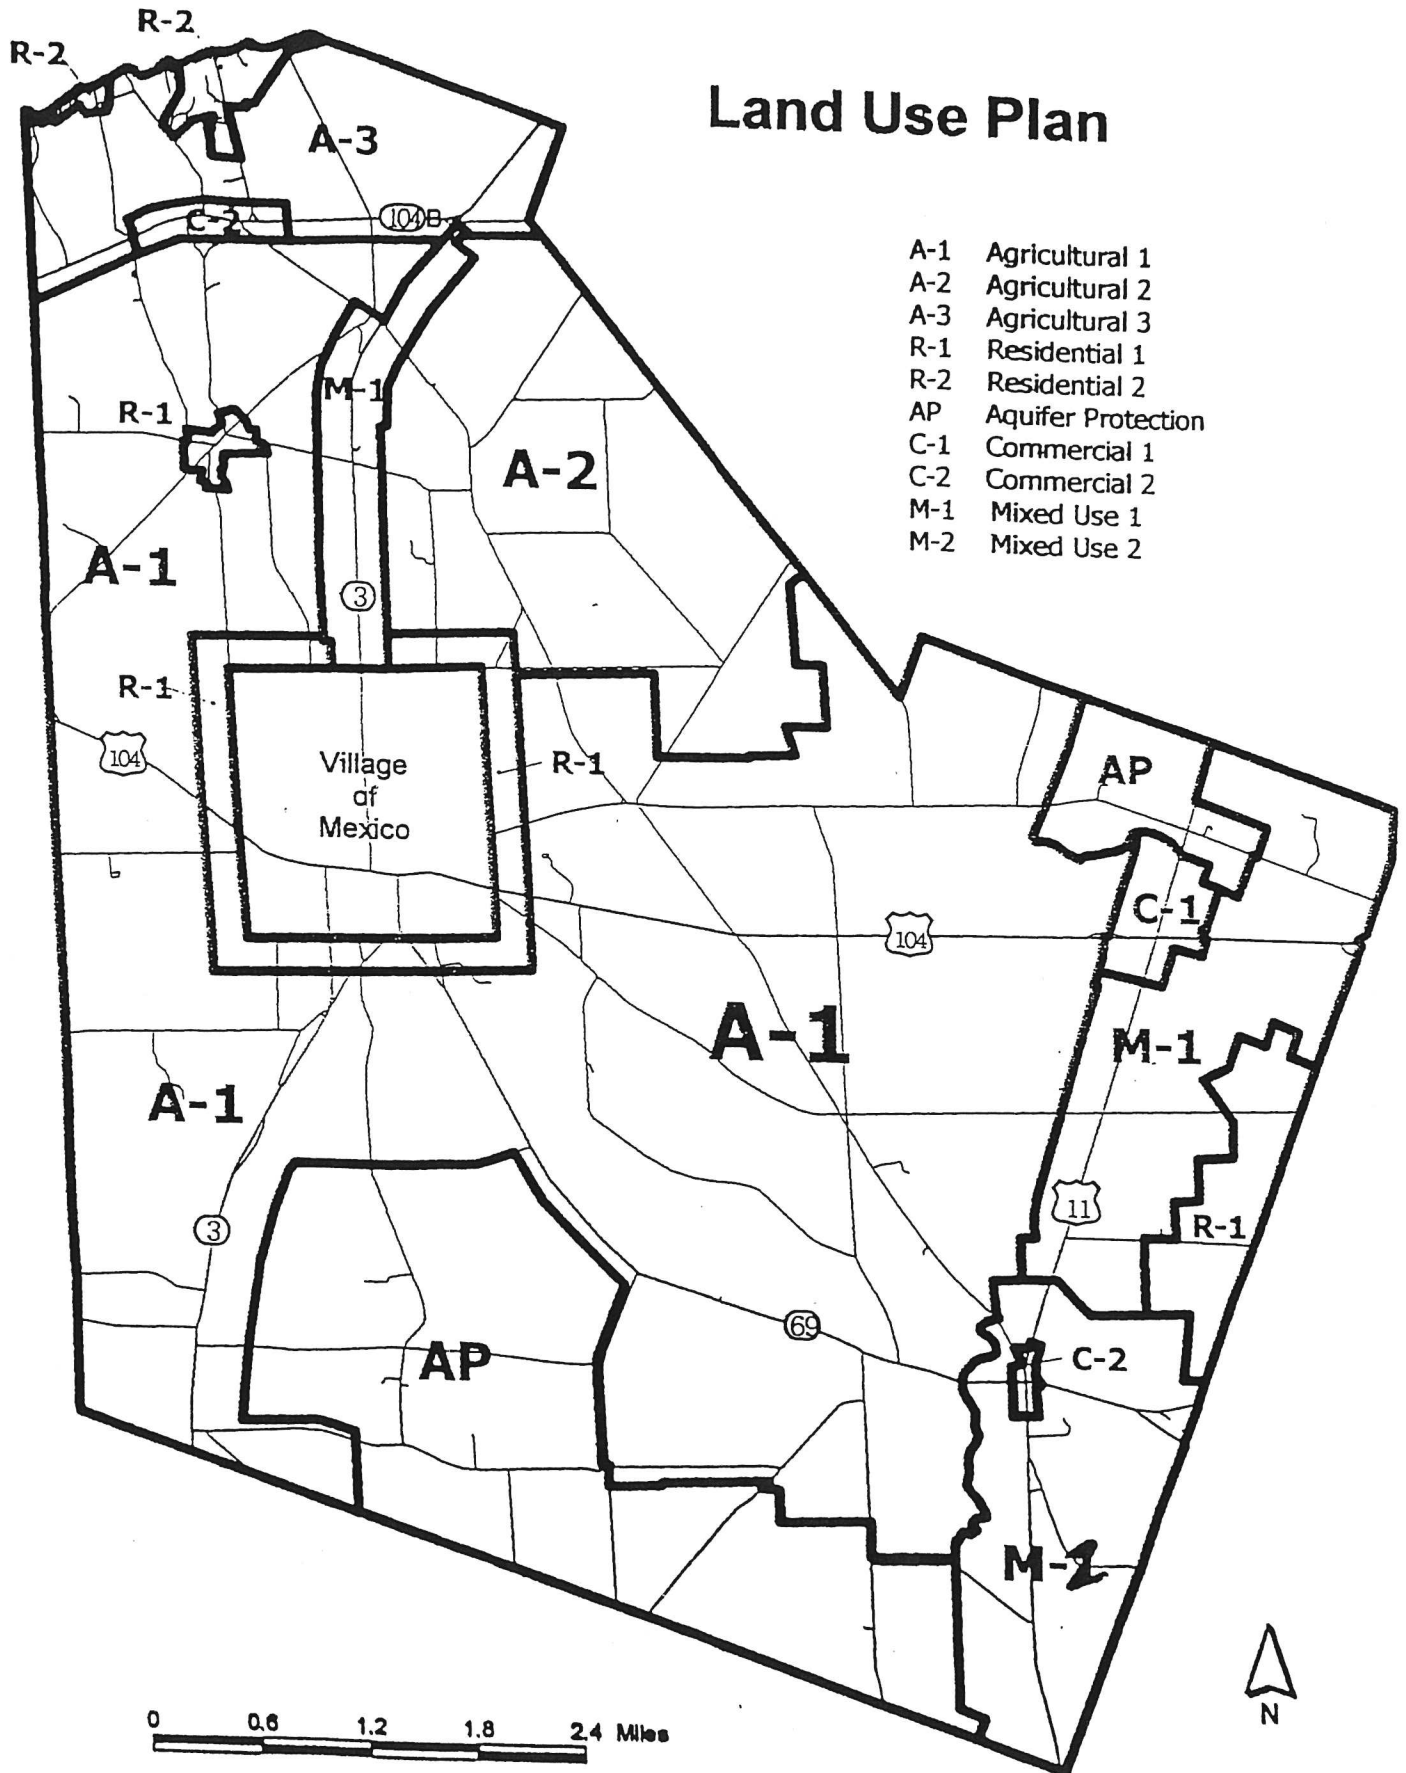 R-2
R-2
Land Use Plan
A-3
C-2
104 B
A-1 Agricultural 1
A-2 Agricultural 2
A-3 Agricultural 3
R-1 Residential 1
R-2 Residential 2
AP Aquifer Protection
C-1 Commercial 1
C-2 Commercial 2
M-1 Mixed Use 1
M-2 Mixed Use 2
M-1
R-1
A-2
A-1
3
R-1
104
Village
of
Mexico
R-1
AP
C-1
104
A-1
M-1
A-1
11
3
R-1
69
AP
C-2
M-2
N
0 0.6 1.2 1.8 2.4 Miles